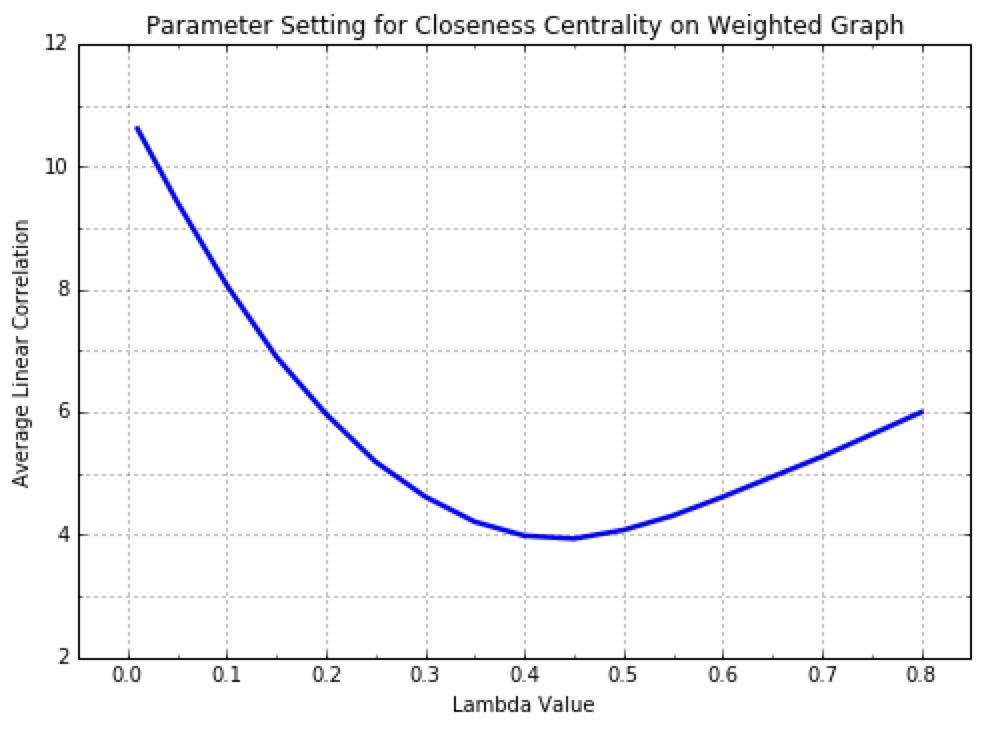 Parameter Setting for Closeness Centrality on Weighted Graph
12
10
8
6
4
2
Average Linear Correlation
0.0 0.1 0.2 0.3 0.4 0.5 0.6 0.7 0.8
Lambda Value